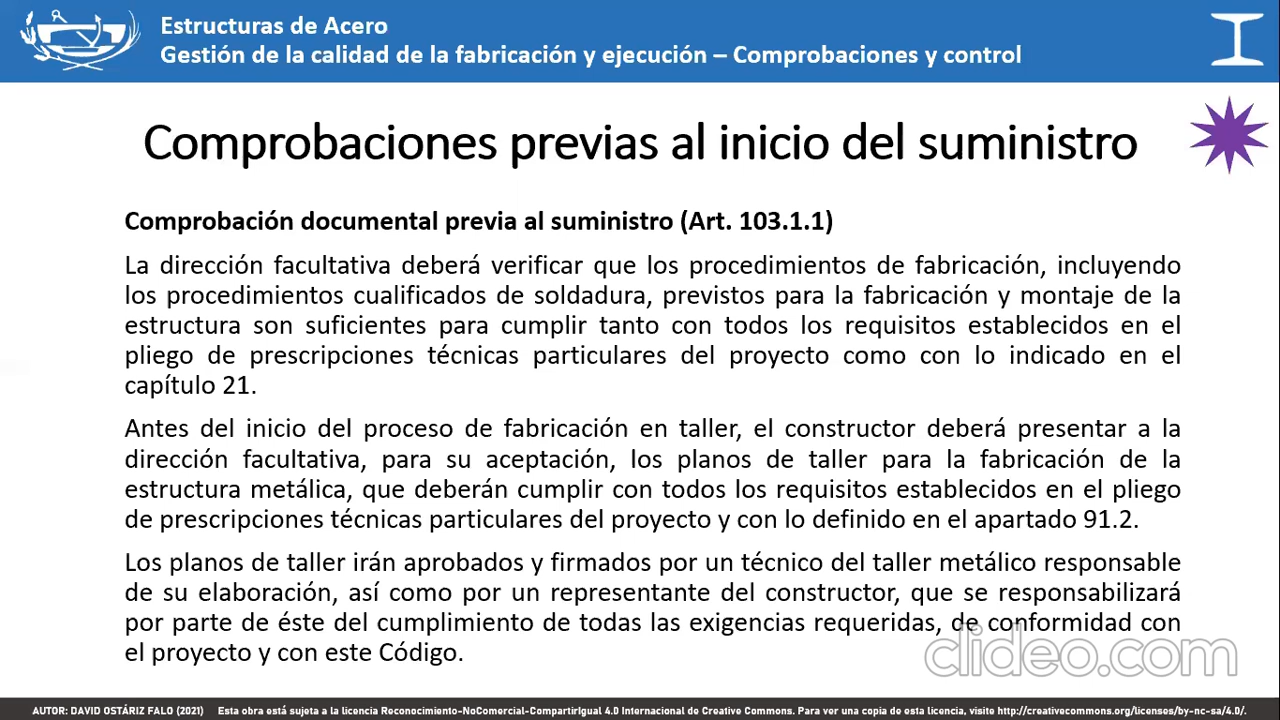 Estructuras de Acero
Gestión de la calidad de la fabricación y ejecución – Comprobaciones y control
Comprobaciones previas al inicio del suministro
Comprobación documental previa al suministro (Art. 103.1.1)
La dirección facultativa deberá verificar que los procedimientos de fabricación, incluyendo
los procedimientos cualificados de soldadura, previstos para la fabricación y montaje de la
estructura son suficientes para cumplir tanto con todos los requisitos establecidos en el
pliego de prescripciones técnicas particulares del proyecto como con lo indicado en el
capítulo 21.
Antes del inicio del proceso de fabricación en taller, el constructor deberá presentar a la
dirección facultativa, para su aceptación, los planos de taller para la fabricación de la
estructura metálica, que deberán cumplir con todos los requisitos establecidos en el pliego
de prescripciones técnicas particulares del proyecto y con lo definido en el apartado 91.2.
Los planos de taller irán aprobados y firmados por un técnico del taller metálico responsable
de su elaboración, así como por un representante del constructor, que se responsabilizará
por parte de éste del cumplimiento de todas las exigencias requeridas, de conformidad con
el proyecto y con este Código.
clideo.com
AUTOR: DAVID OSTÁRIZ FALO (2021) Esta obra está sujeta a la licencia Reconocimiento-NoComercial-CompartirIgual 4.0 Internacional de Creative Commons. Para ver una copia de esta licencia, visite http://creativecommons.org/licenses/by-nc-sa/4.0/.